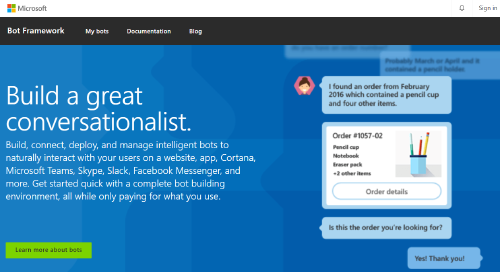 Microsoft
Sign in
Bot Framework
My bots
Documentation
Blog
Probably March or April and it
contained a pencil holder.
Build a great
conversationalist.
Build, connect, deploy, and manage intelligent bots to
naturally interact with your users on a website, app, Cortana,
Microsoft Teams, Skype, Slack, Facebook Messenger, and
more. Get started quick with a complete bot building
environment, all while only paying for what you use.
Learn more about bots
I found an order from February
2016 which contained a pencil cup
and four other items.
Order #1057-02
Pencil cup
Notebook
Eraser pack
+2 other items
Order details
Is this the order you're looking for?
Yes! Thank you!